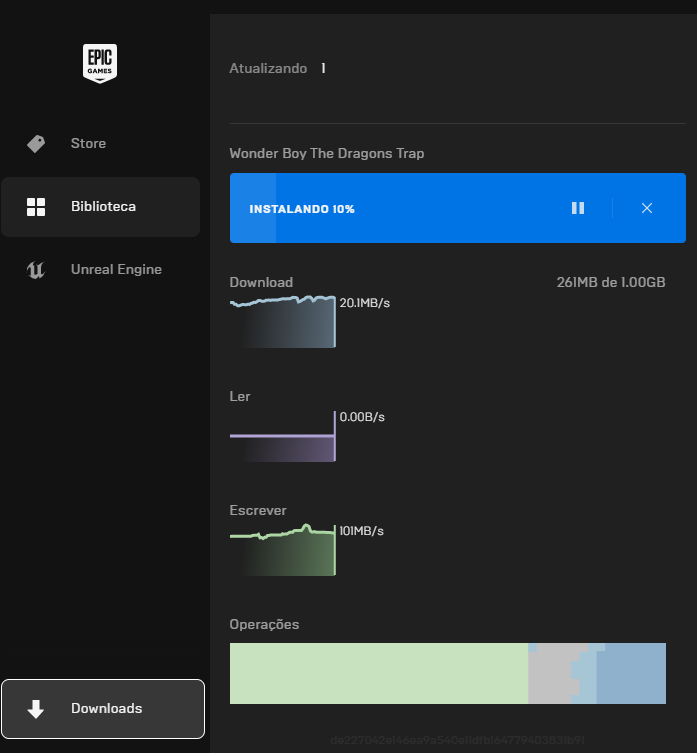 EPIC
GAMES
Store
Biblioteca
Unreal Engine
Downloads
Atualizando 1
Wonder Boy The Dragons Trap
INSTALANDO 10%
Download 261MB de 1.00GB
20.1MB/s
Ler
0.00B/s
Escrever
101MB/s
Operações